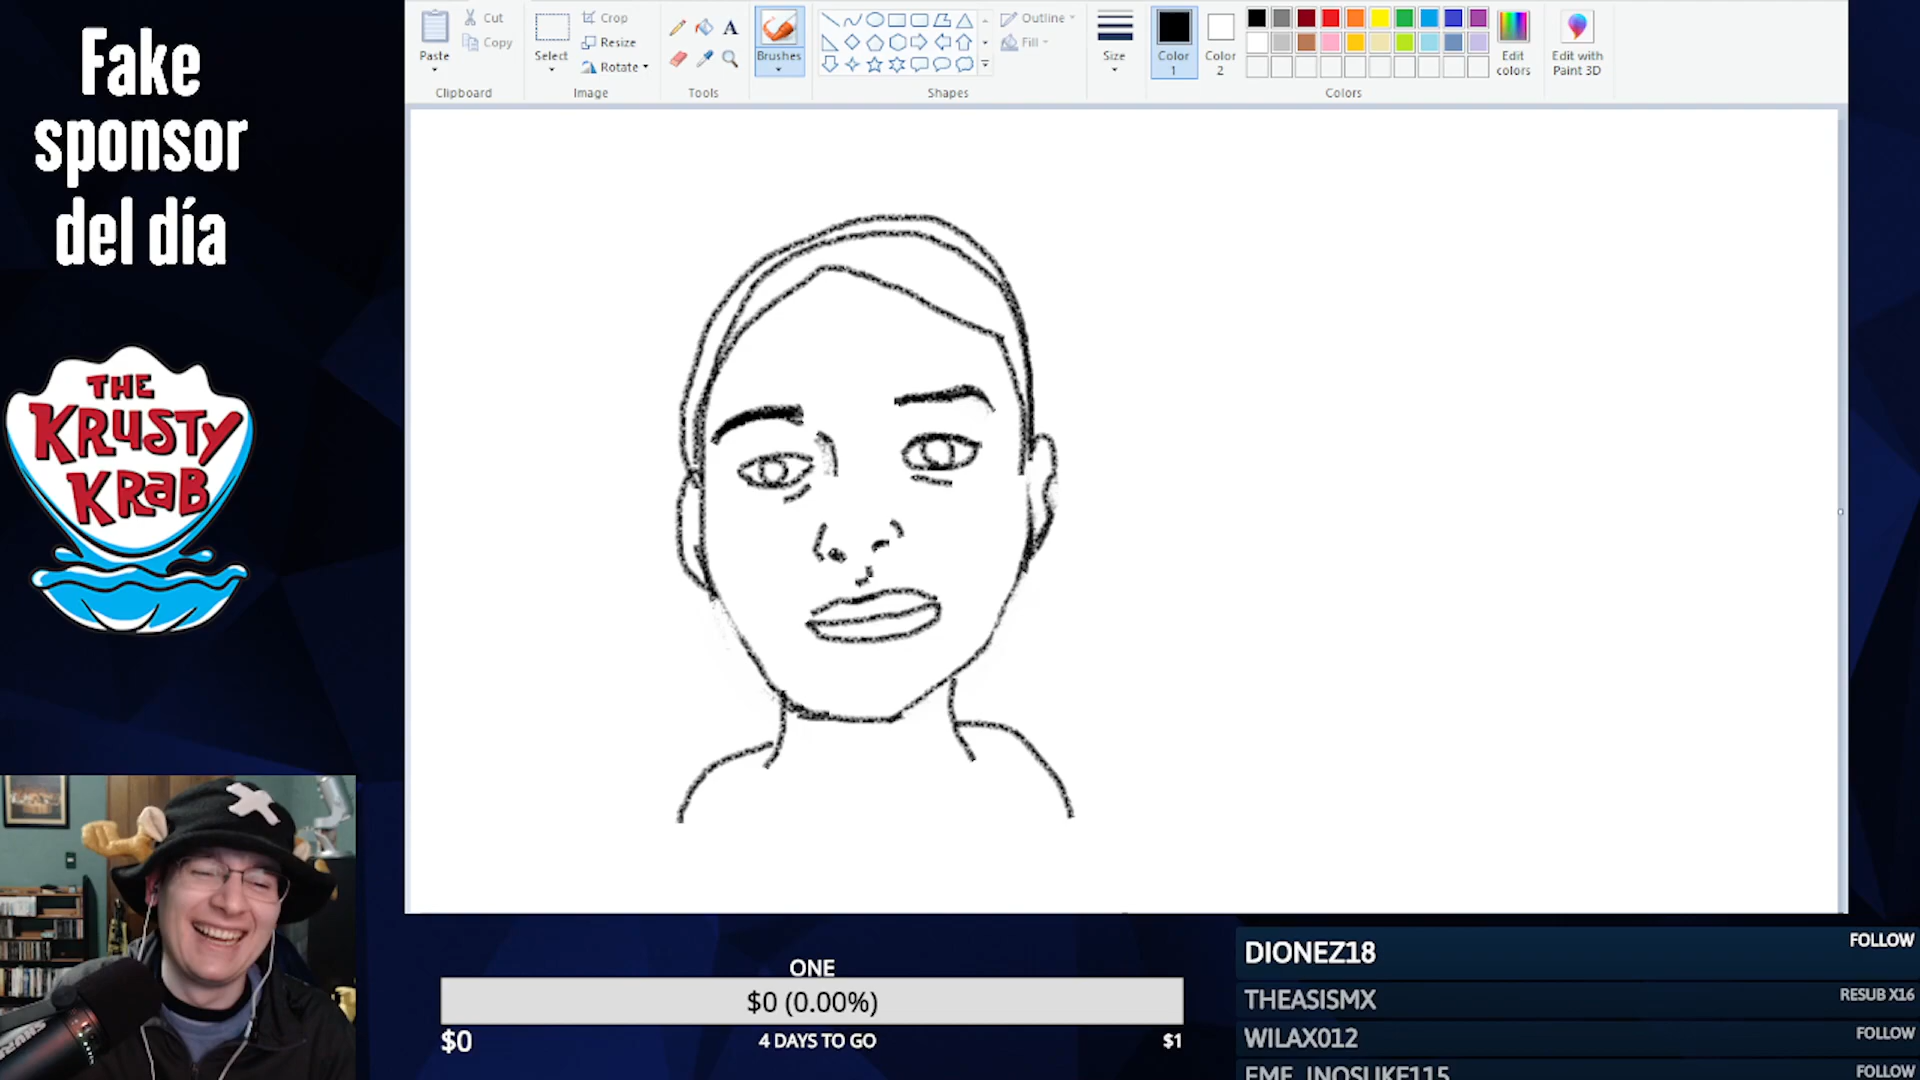 Fake
sponsor
del día
THE
KRUSTY
KRAB
Paste
Cut
Copy
Clipboard
Select
Crop
Resize
Rotate
Image
Tools
Brushes
Shapes
Outline
Fill
Size
Color
1
Color
2
Colors
Edit
colors
Edit with
Paint 3D
ONE
$0 (0.00%)
$0
4 DAYS TO GO
$1
DIONEZ18
FOLLOW
THEASISMX
RESUB X16
WILAX012
FOLLOW
EME_INOSUKE115
FOLLOW